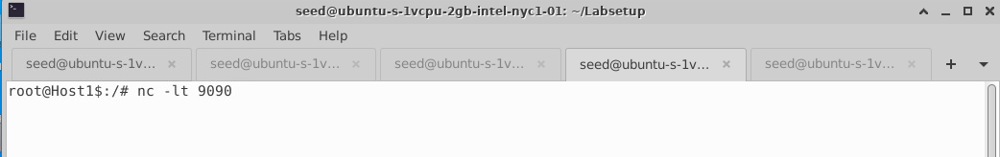 seed@ubuntu-s-1vcpu-2gb-intel-nyc1-01: ~/Labsetup
File Edit View Search Terminal Tabs Help
seed@ubuntu-s-1v... × seed@ubuntu-s-1v... × seed@ubuntu-s-1v... × seed@ubuntu-s-1v... × seed@ubuntu-s-1v... ×
root@Host1$:/# nc -lt 9090